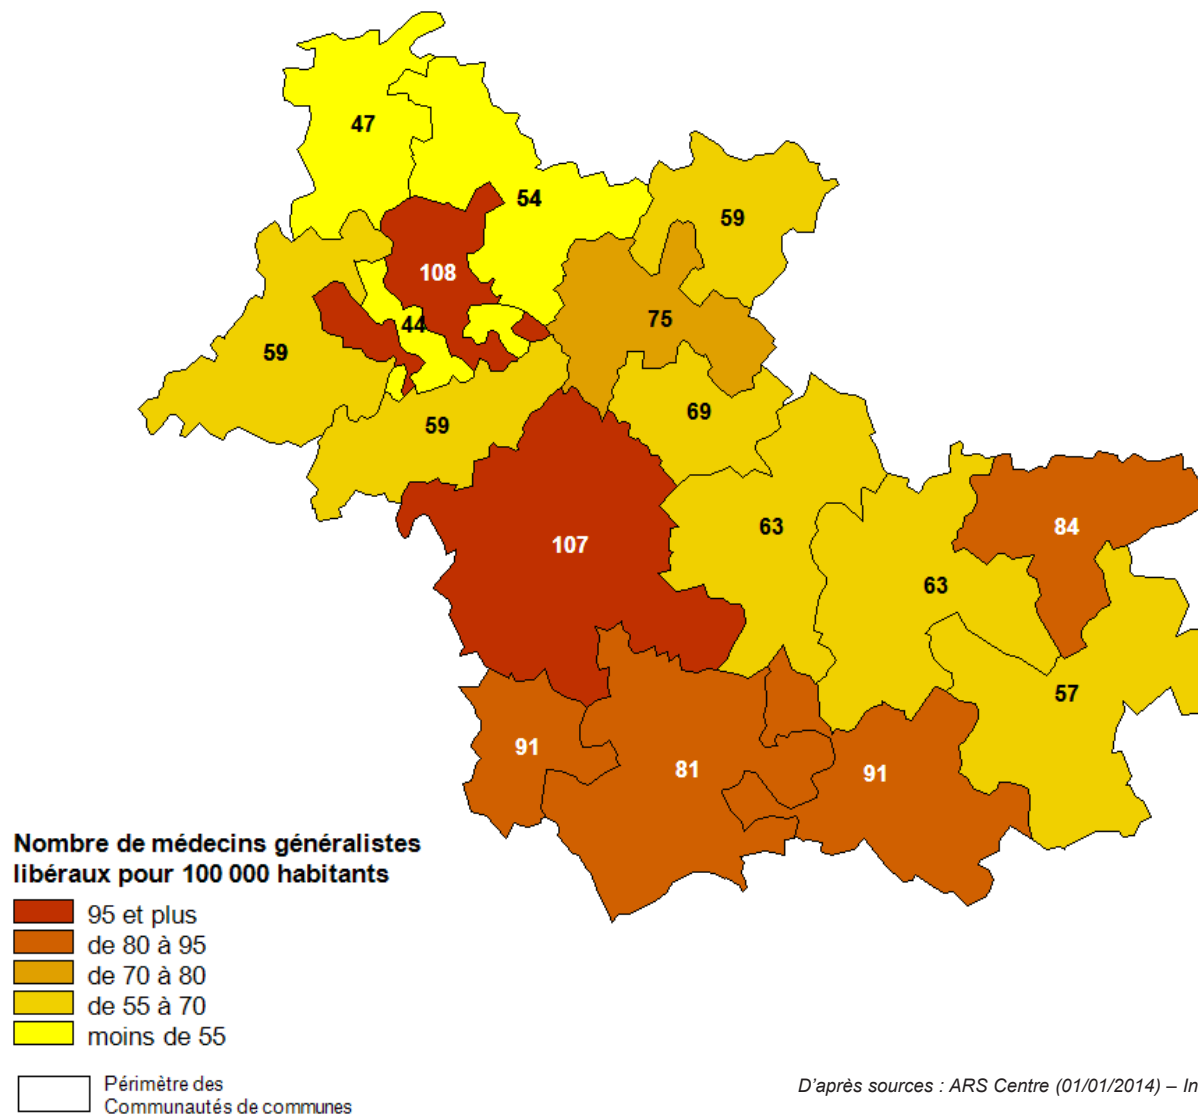 47
54
59
108
75
44
59
69
59
63
84
107
63
57
91
81
91
Nombre de médecins généralistes
libéraux pour 100 000 habitants
95 et plus
de 80 à 95
de 70 à 80
de 55 à 70
moins de 55
Périmètre des
Communautés de communes
D'après sources : ARS Centre (01/01/2014) – In